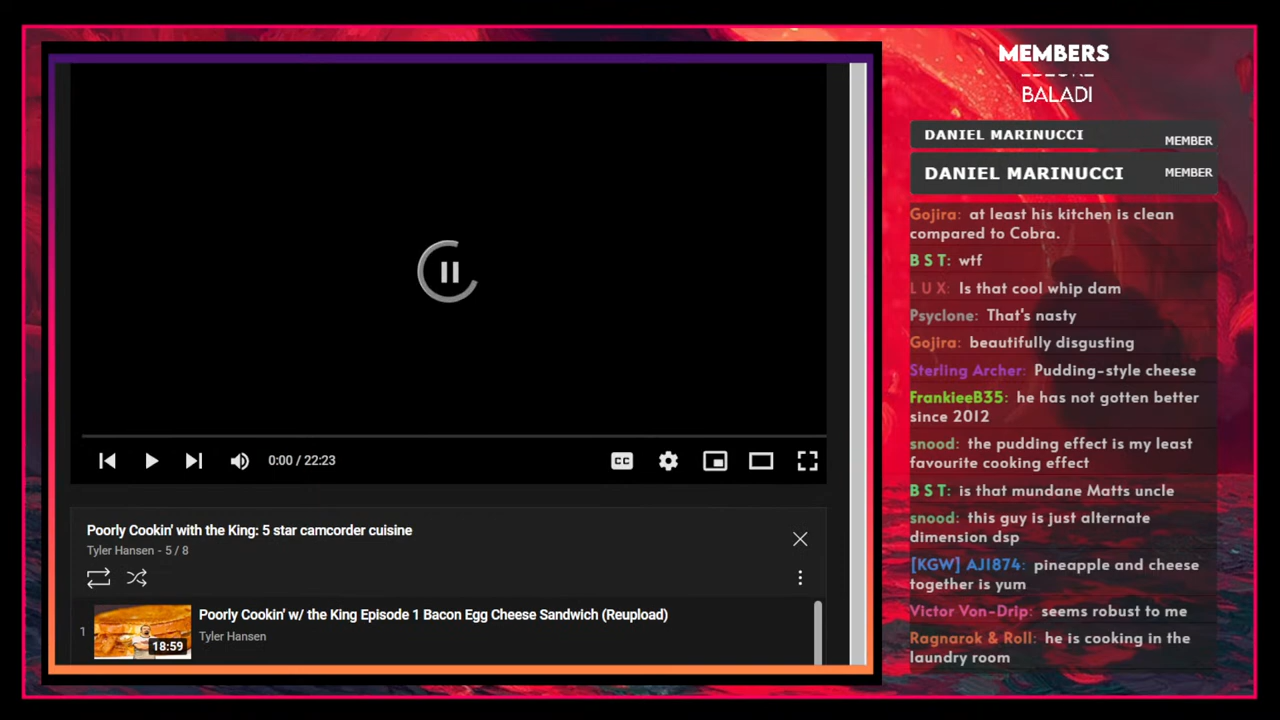 MEMBERS
BALADI
DANIEL MARINUCCI
MEMBER
DANIEL MARINUCCI
MEMBER
Gojira: at least his kitchen is clean
compared to Cobra.
B S T: wtf
L U X: Is that cool whip dam
Psyclone: That's nasty
Gojira: beautifully disgusting
Sterling Archer: Pudding-style cheese
FrankieeB35: he has not gotten better
since 2012
snood: the pudding effect is my least
favourite cooking effect
B S T: is that mundane Matts uncle
snood: this guy is just alternate
dimension dsp
[KGW] AJ1874: pineapple and cheese
together is yum
Victor Von-Drip: seems robust to me
Ragnarok & Roll: he is cooking in the
laundry room
0:00 / 22:23
CC
Poorly Cookin' with the King: 5 star camcorder cuisine
Tyler Hansen - 5 / 8
1
18:59
Poorly Cookin' w/ the King Episode 1 Bacon Egg Cheese Sandwich (Reupload)
Tyler Hansen